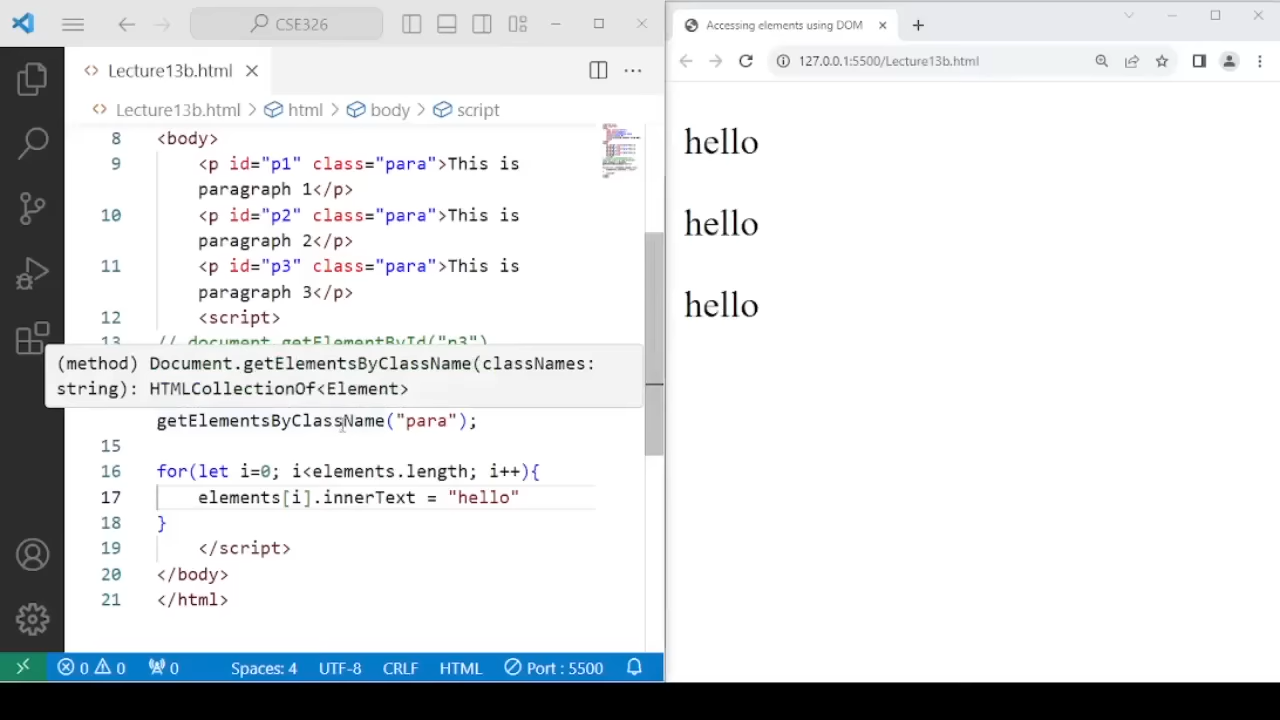 CSE326
Lecture13b.html
Lecture13b.html > html > body > script
8 <body>
9 <p id="p1" class="para">This is
paragraph 1</p>
10 <p id="p2" class="para">This is
paragraph 2</p>
11 <p id="p3" class="para">This is
paragraph 3</p>
12 <script>
13 // document.getElementById("p3")
(method) Document.getElementsByClassName(classNames:
string): HTMLCollectionOf<Element>
getElementsByClassName("para");
15
16 for(let i=0; i<elements.length; i++){
17 elements[i].innerText = "hello"
18 }
19 </script>
20 </body>
21 </html>
0 0 0 Spaces: 4 UTF-8 CRLF HTML Port : 5500
Accessing elements using DOM
127.0.0.1:5500/Lecture13b.html
hello
hello
hello